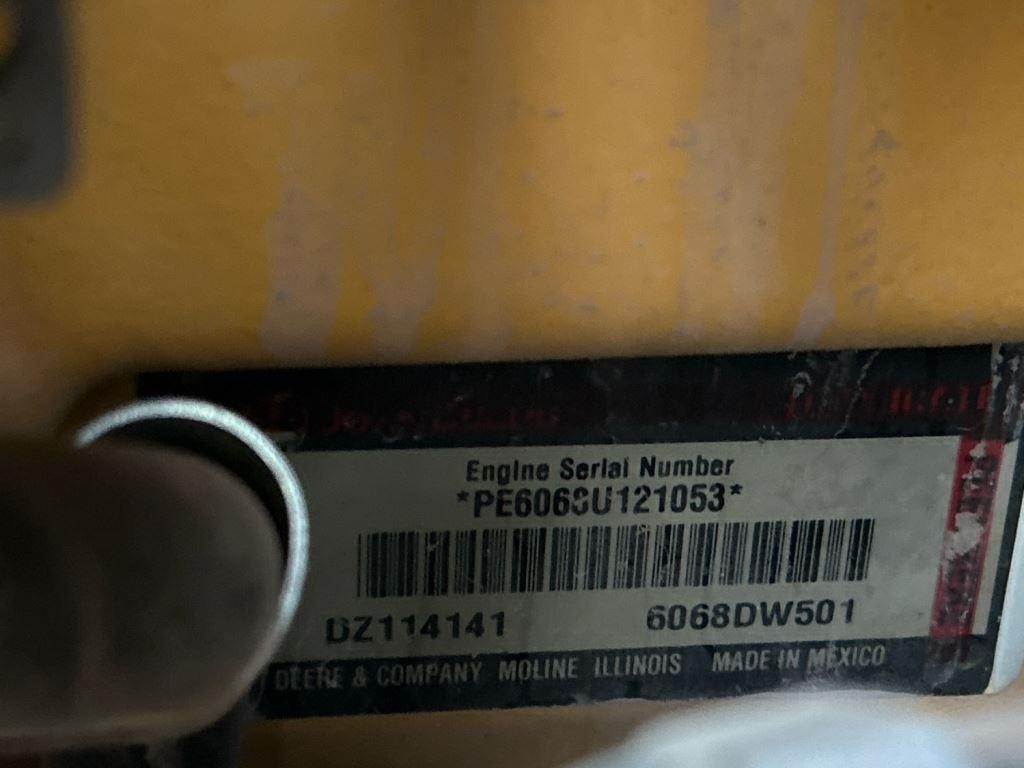 Engine Serial Number
*PE6068U121053*
DZ114141
6068DW501
DEERE & COMPANY MOLINE ILLINOIS MADE IN MEXICO